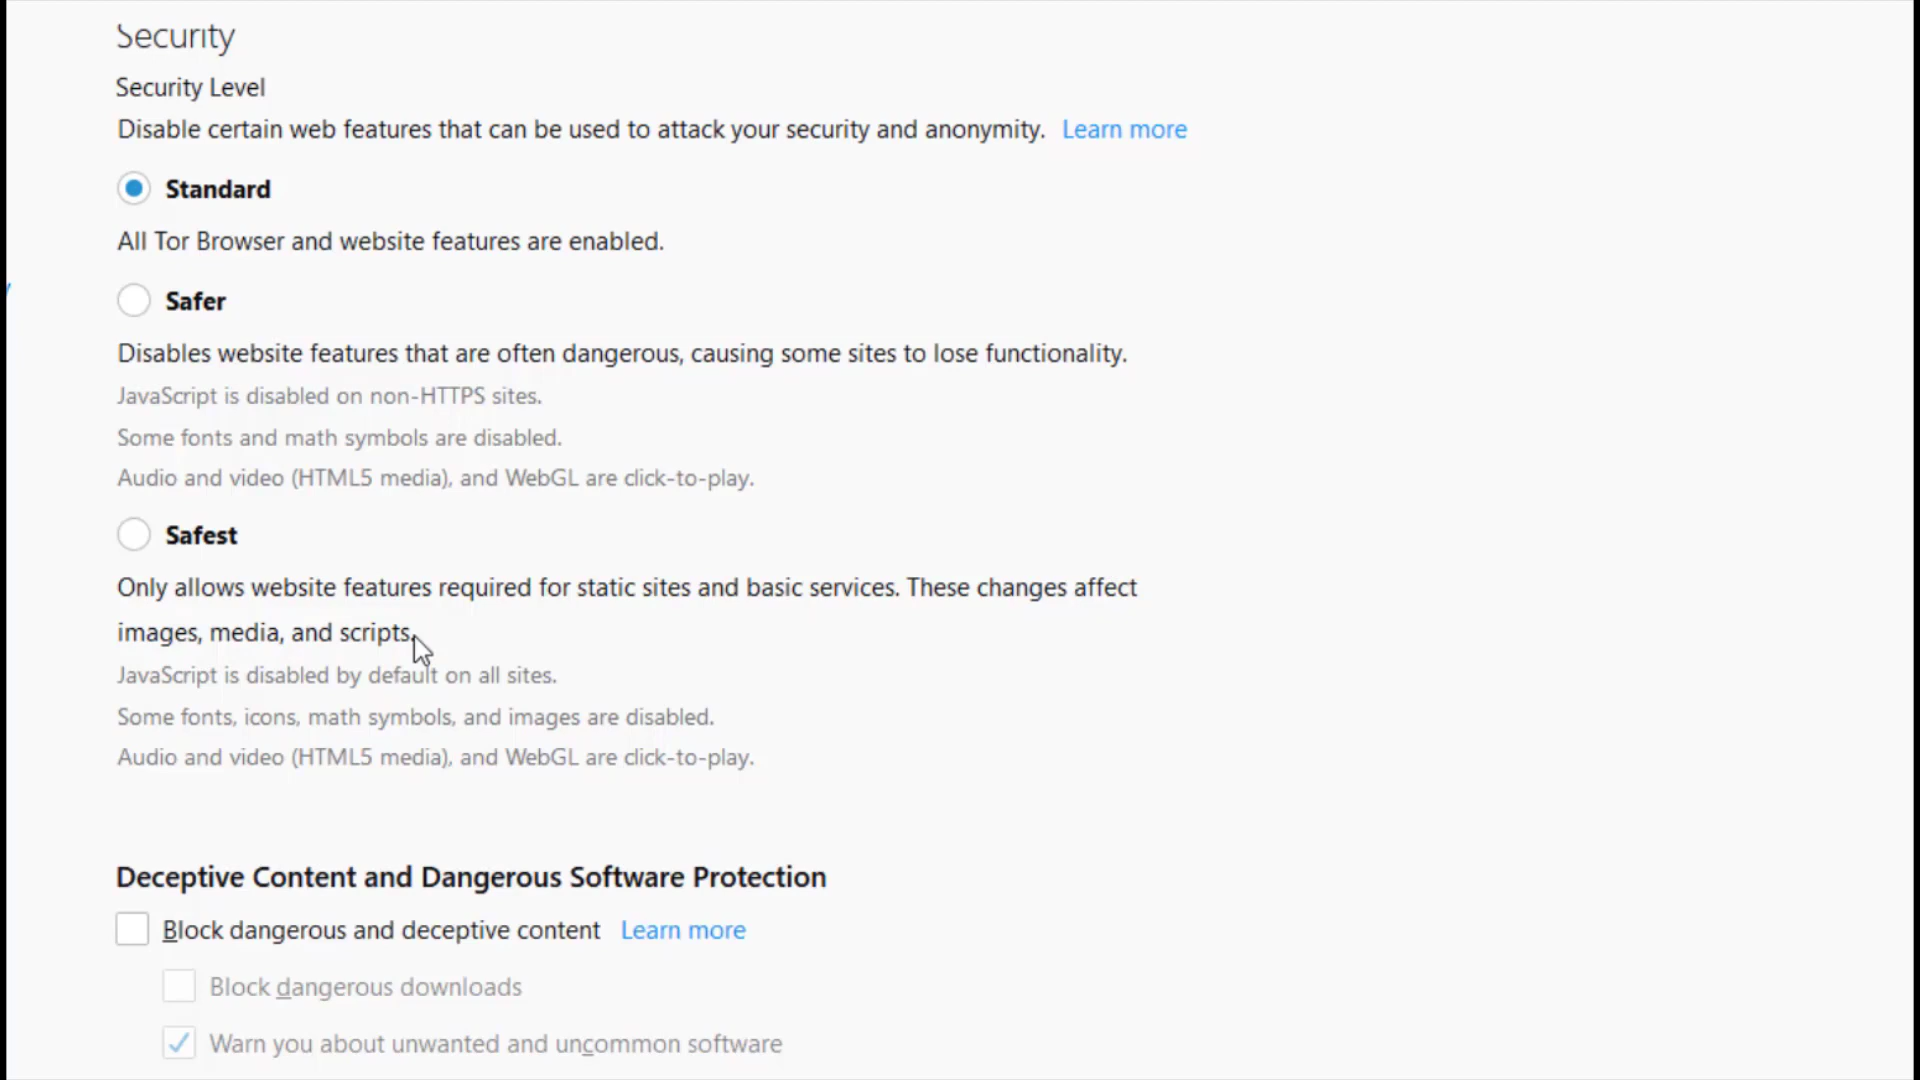 Security
Security Level
Disable certain web features that can be used to attack your security and anonymity. Learn more
Standard
All Tor Browser and website features are enabled.
Safer
Disables website features that are often dangerous, causing some sites to lose functionality.
JavaScript is disabled on non-HTTPS sites.
Some fonts and math symbols are disabled.
Audio and video (HTML5 media), and WebGL are click-to-play.
Safest
Only allows website features required for static sites and basic services. These changes affect
images, media, and scripts.
JavaScript is disabled by default on all sites.
Some fonts, icons, math symbols, and images are disabled.
Audio and video (HTML5 media), and WebGL are click-to-play.
Deceptive Content and Dangerous Software Protection
Block dangerous and deceptive content Learn more
Block dangerous downloads
Warn you about unwanted and uncommon software